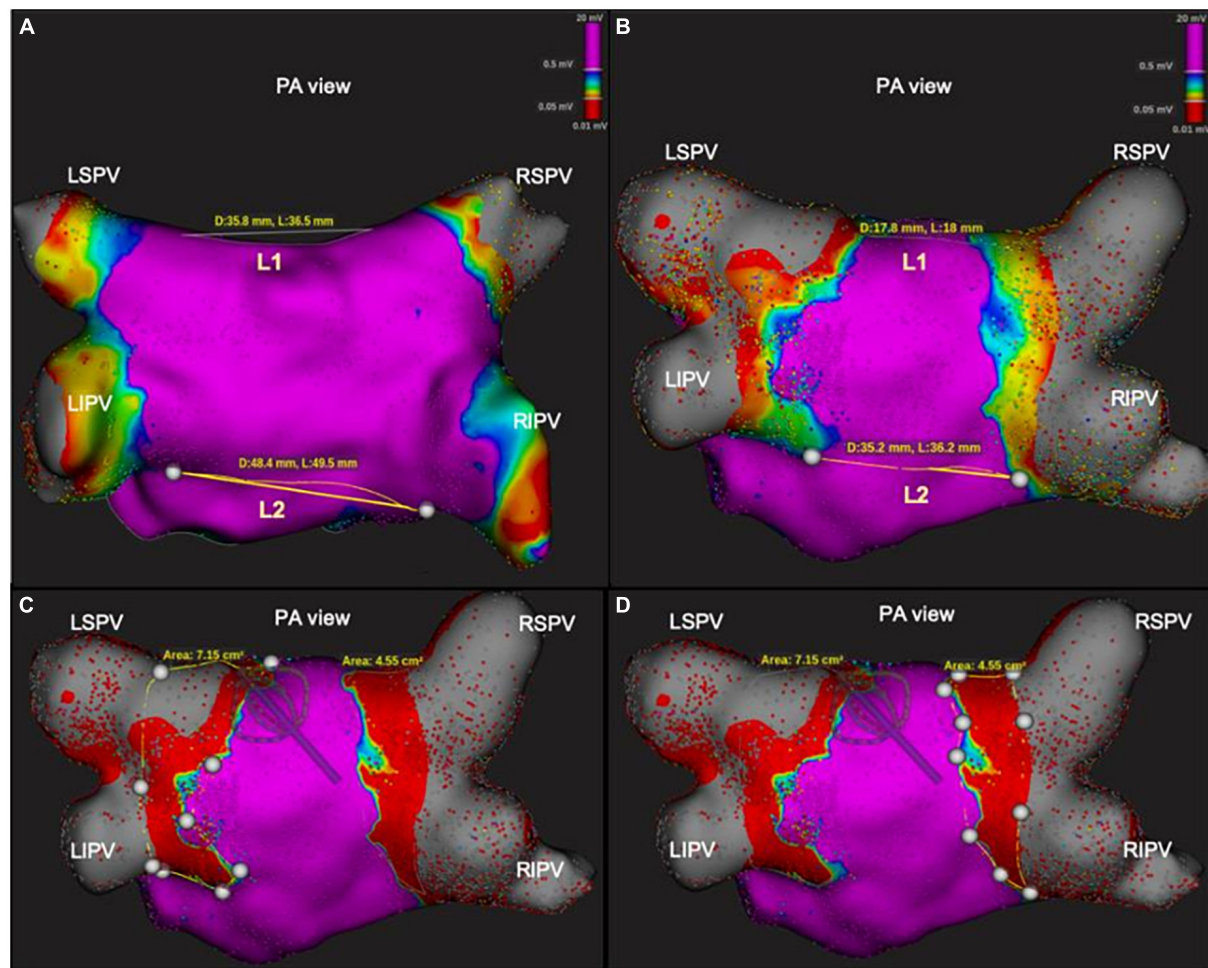 A
PA view
20 mV
0.5 mV
0.05 mV
0.01 mV
LSPV
RSPV
D:35.8 mm, L:36.5 mm
L1
LIPV
RIPV
D:48.4 mm, L:49.5 mm
L2
B
PA view
20 mV
0.5 mV
0.05 mV
0.01 mV
LSPV
RSPV
D:17.8 mm, L:18 mm
L1
LIPV
RIPV
D:35.2 mm, L:36.2 mm
L2
C
PA view
LSPV
RSPV
Area: 7.15 cm²
Area: 4.55 cm²
LIPV
RIPV
D
PA view
LSPV
RSPV
Area: 7.15 cm²
Area: 4.55 cm²
LIPV
RIPV